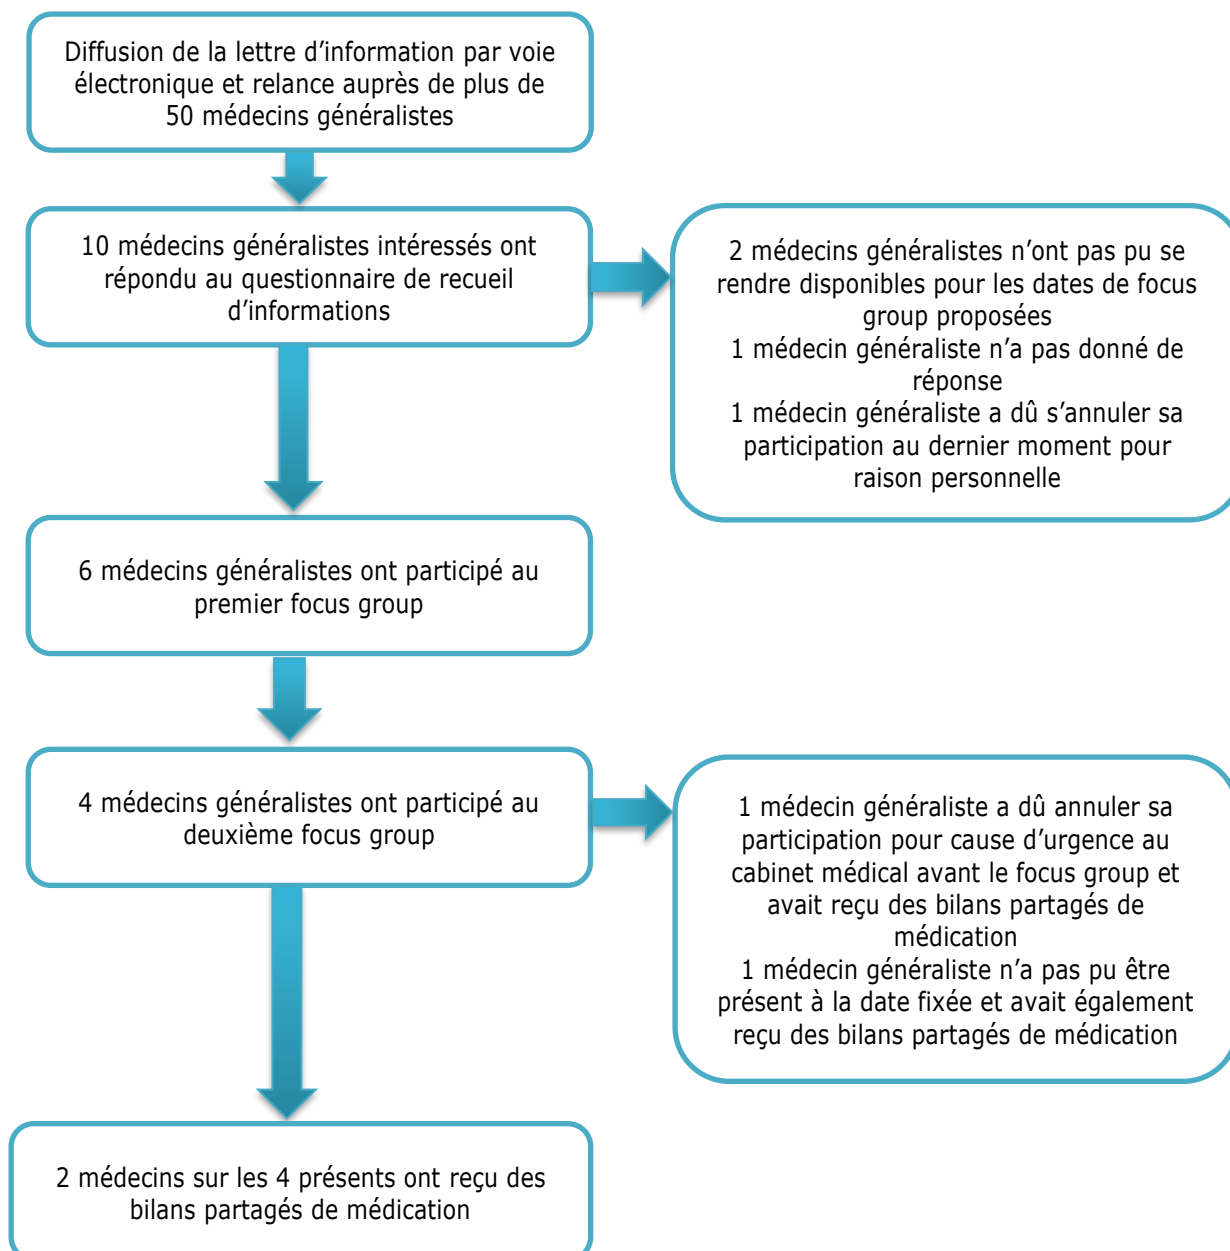 Diffusion de la lettre d’information par voie
électronique et relance auprès de plus de
50 médecins généralistes
10 médecins généralistes intéressés ont
répondu au questionnaire de recueil
d’informations
2 médecins généralistes n’ont pas pu se
rendre disponibles pour les dates de focus
group proposées
1 médecin généraliste n’a pas donné de
réponse
1 médecin généraliste a dû s’annuler sa
participation au dernier moment pour
raison personnelle
6 médecins généralistes ont participé au
premier focus group
4 médecins généralistes ont participé au
deuxième focus group
1 médecin généraliste a dû annuler sa
participation pour cause d’urgence au
cabinet médical avant le focus group et
avait reçu des bilans partagés de
médication
1 médecin généraliste n’a pas pu être
présent à la date fixée et avait également
reçu des bilans partagés de médication
2 médecins sur les 4 présents ont reçu des
bilans partagés de médication